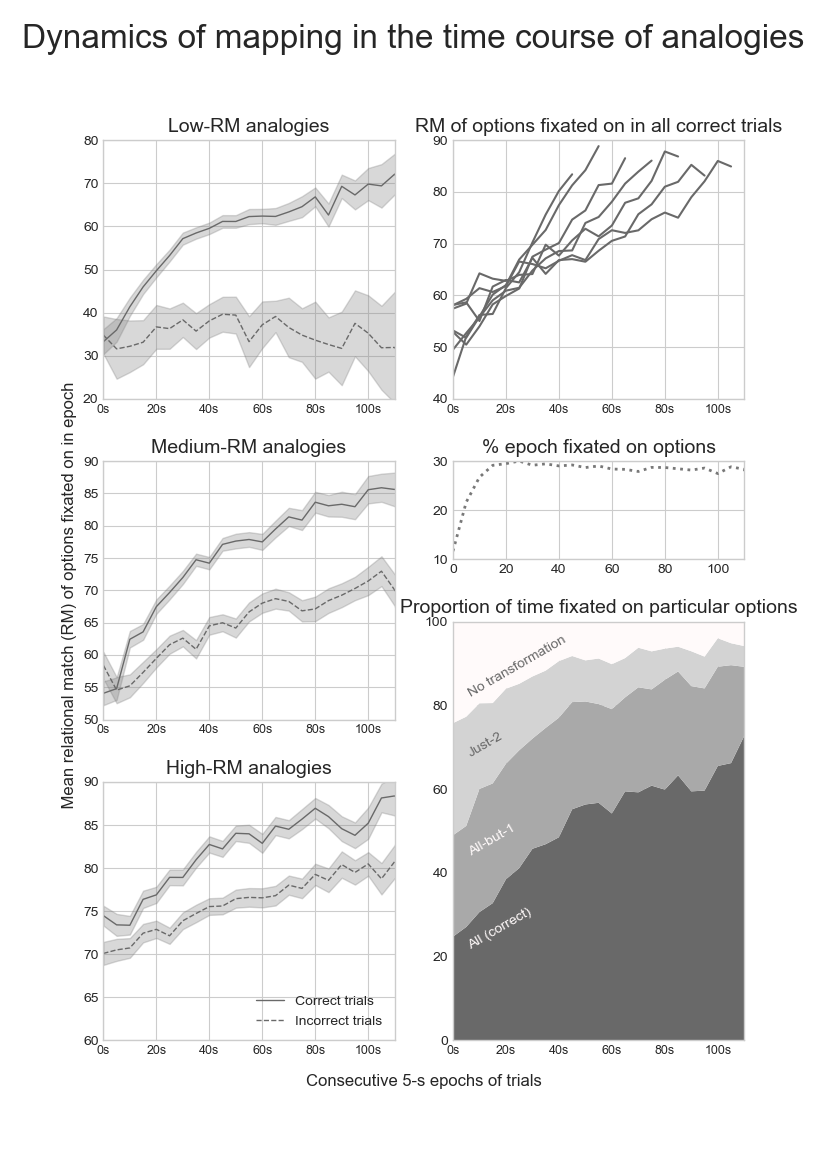 Dynamics of mapping in the time course of analogies
Mean relational match (RM) of options fixated on in epoch
Low-RM analogies
80
70
60
50
40
30
20
0s 20s 40s 60s 80s 100s
Medium-RM analogies
90
85
80
75
70
65
60
55
50
0s 20s 40s 60s 80s 100s
High-RM analogies
90
85
80
75
70
65
60
Correct trials
Incorrect trials
0s 20s 40s 60s 80s 100s
RM of options fixated on in all correct trials
90
80
70
60
50
40
0s 20s 40s 60s 80s 100s
% epoch fixated on options
30
20
10
0 20 40 60 80 100
Proportion of time fixated on particular options
100
80
60
40
20
0
No transformation
Just-2
All-but-1
All (correct)
0s 20s 40s 60s 80s 100s
Consecutive 5-s epochs of trials